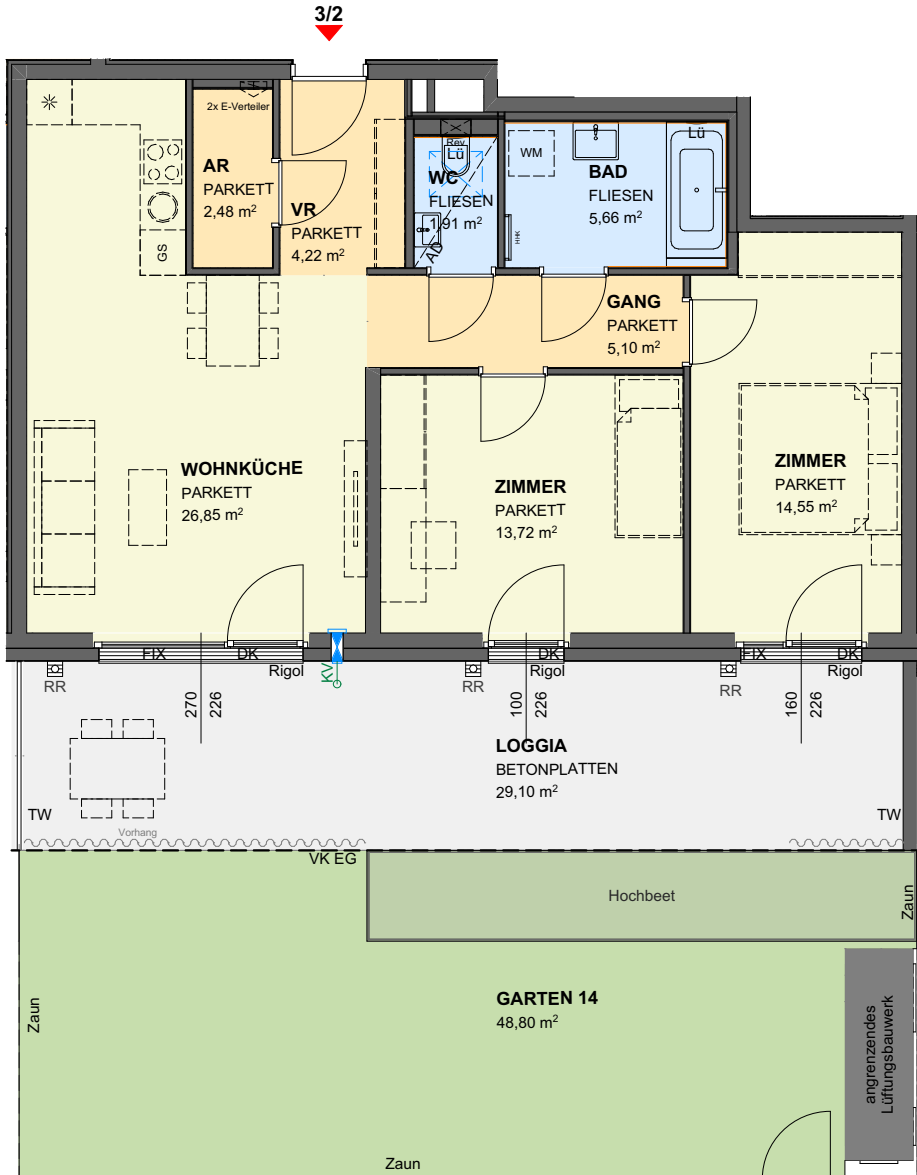 3/2
2x E-Verteiler
AR
PARKETT
2,48 m²
VR
PARKETT
4,22 m²
GS
Rev.
Lü
WC
FLIESEN
1,91 m²
AD
WM
HHK
BAD
FLIESEN
5,66 m²
Lü
GANG
PARKETT
5,10 m²
WOHNKÜCHE
PARKETT
26,85 m²
ZIMMER
PARKETT
13,72 m²
ZIMMER
PARKETT
14,55 m²
FIX
DK
Rigol
RR
KV
DK
Rigol
RR
FIX
DK
Rigol
RR
270
226
100
226
160
226
LOGGIA
BETONPLATTEN
29,10 m²
TW
TW
Vorhang
VK EG
Hochbeet
Zaun
GARTEN 14
48,80 m²
Zaun
angrenzendes
Lüftungsbauwerk
Zaun